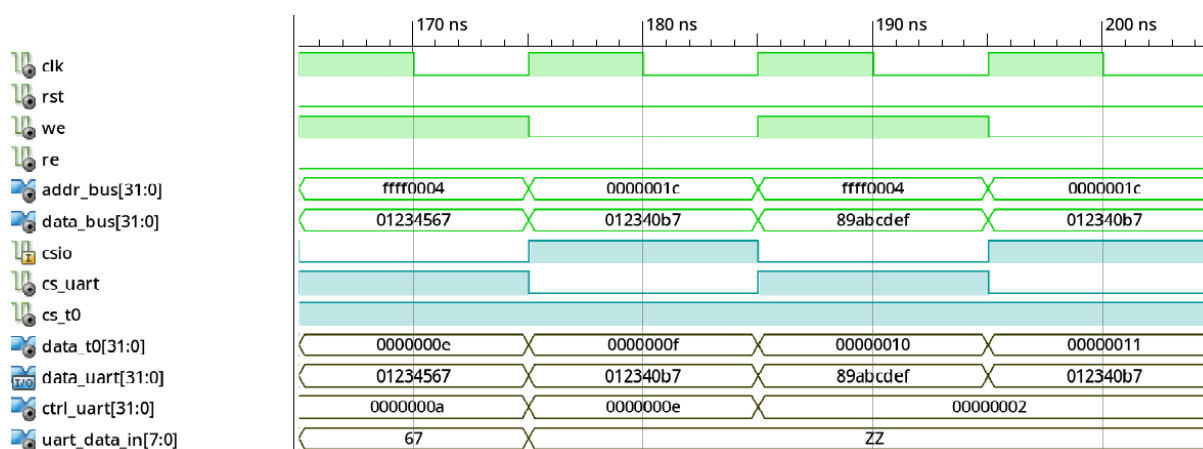 170 ns 180 ns 190 ns 200 ns
clk
rst
we
re
addr_bus[31:0] ffff0004 0000001c ffff0004 0000001c
data_bus[31:0] 01234567 012340b7 89abcdef 012340b7
csio
cs_uart
cs_t0
data_t0[31:0] 0000000e 0000000f 00000010 00000011
I/O data_uart[31:0] 01234567 012340b7 89abcdef 012340b7
ctrl_uart[31:0] 0000000a 0000000e 00000002
uart_data_in[7:0] 67 ZZ